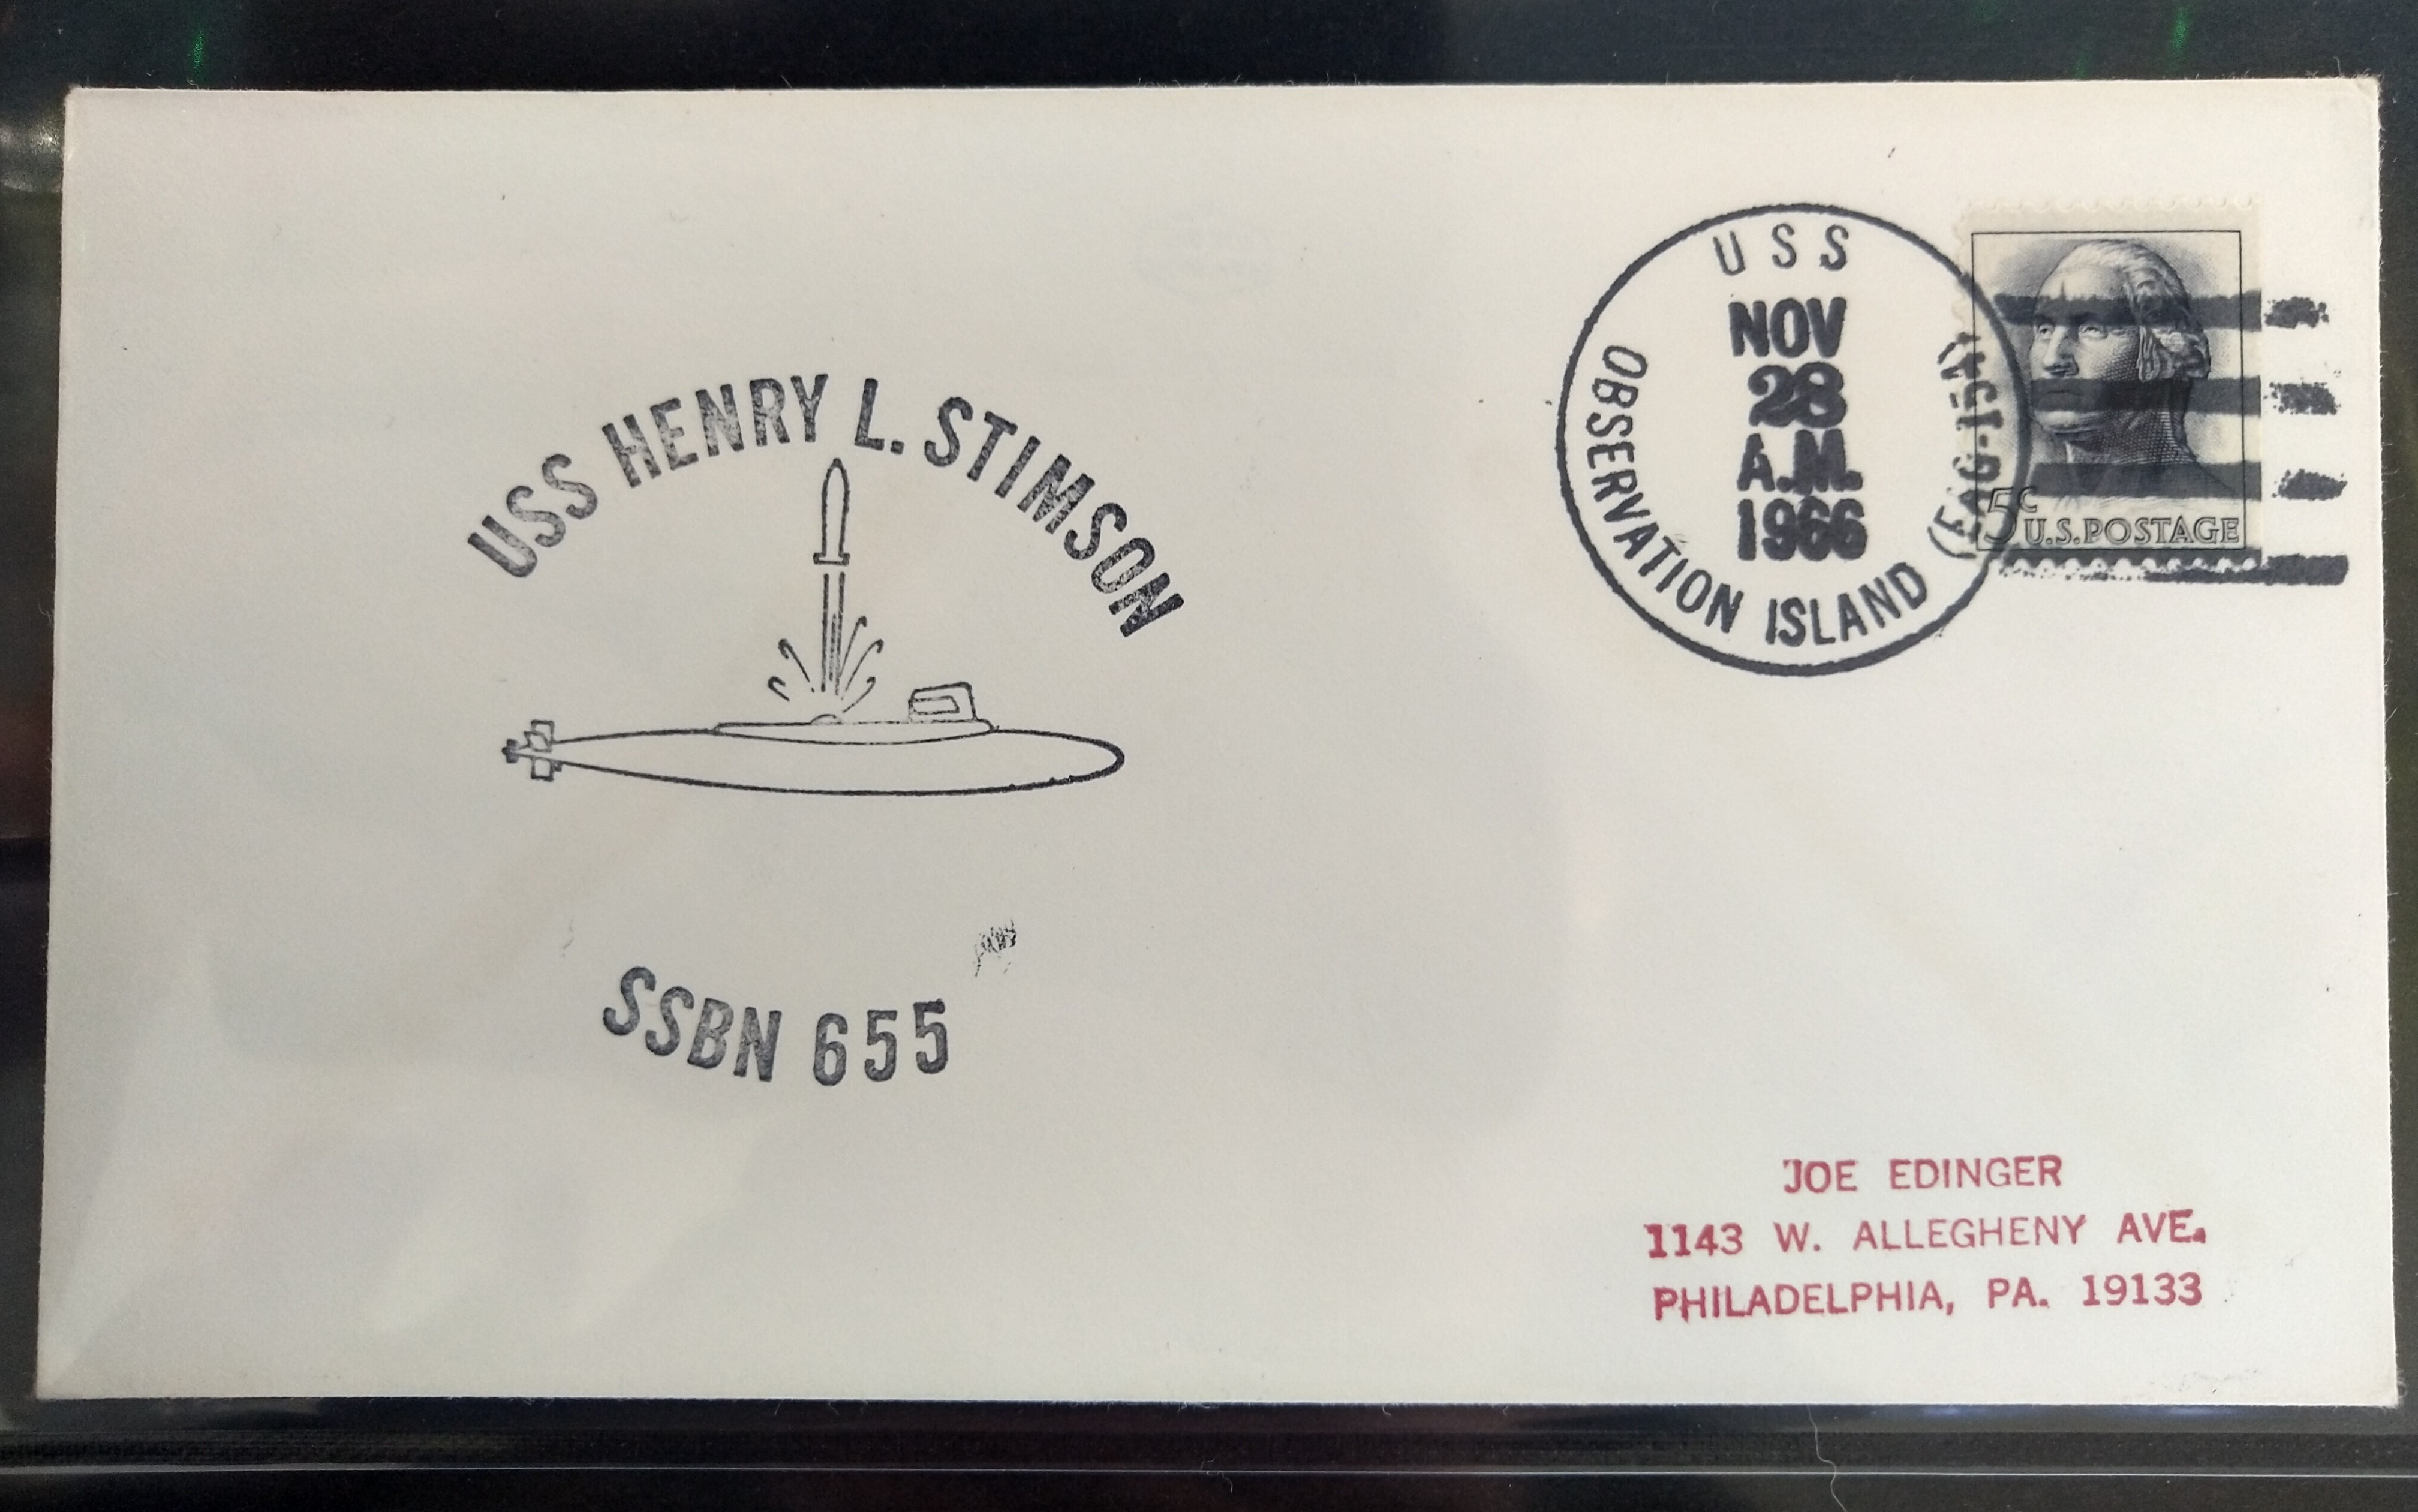 USS HENRY L. STIMSON
SSBN 655
USS
OBSERVATION ISLAND (EAG-154)
NOV
28
A.M.
1966
5c
U.S. POSTAGE
JOE EDINGER
1143 W. ALLEGHENY AVE.
PHILADELPHIA, PA. 19133